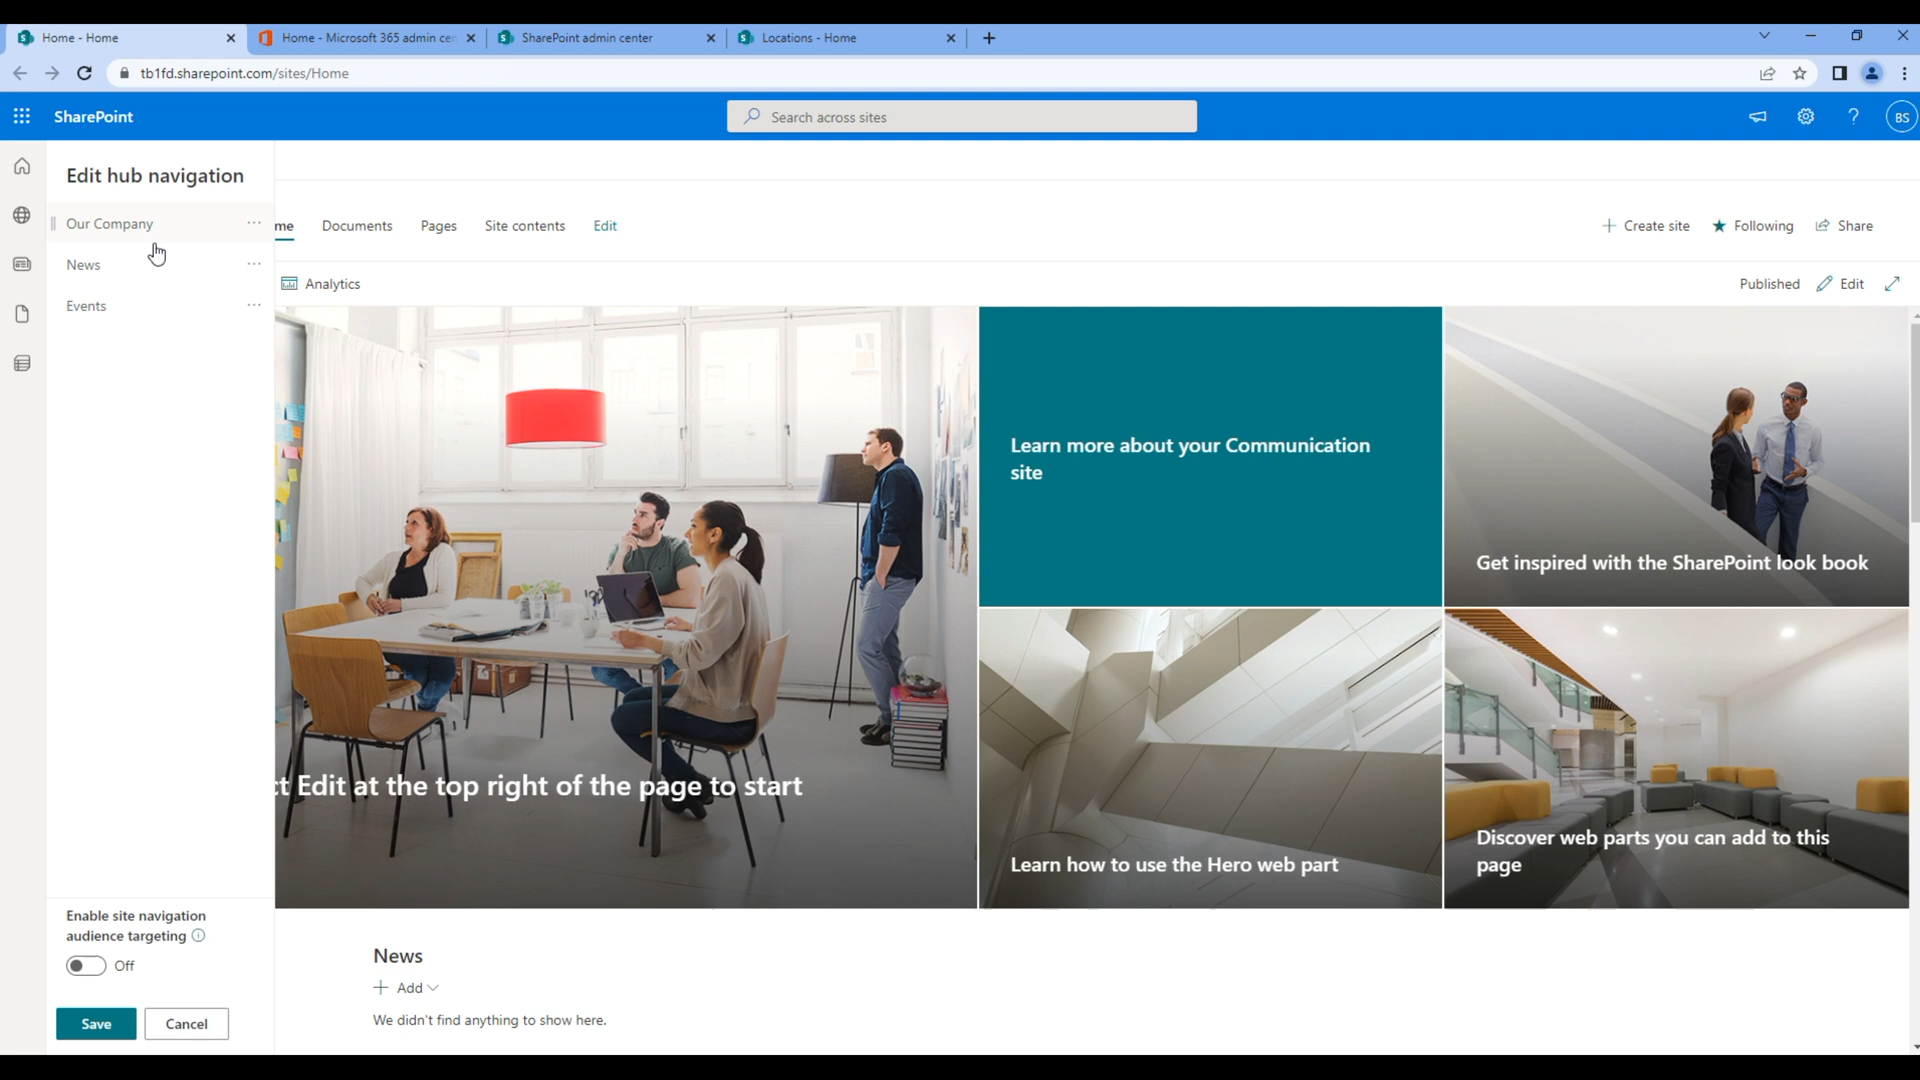 Home - Home
Home - Microsoft 365 admin cen
SharePoint admin center
Locations - Home
tb1fd.sharepoint.com/sites/Home
SharePoint
Search across sites
BS
Edit hub navigation
Our Company
News
Events
me
Documents
Pages
Site contents
Edit
Create site
Following
Share
Analytics
Published
Edit
Learn more about your Communication
site
Get inspired with the SharePoint look book
ct Edit at the top right of the page to start
Learn how to use the Hero web part
Discover web parts you can add to this
page
Enable site navigation
audience targeting
Off
Save
Cancel
News
Add
We didn't find anything to show here.